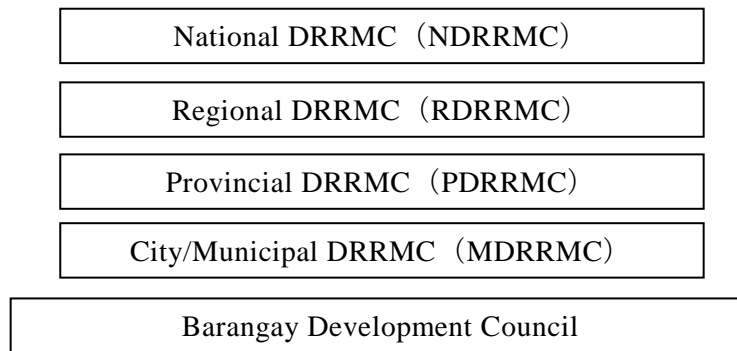 National DRRMC（NDRRMC）
Regional DRRMC（RDRRMC）
Provincial DRRMC（PDRRMC）
City/Municipal DRRMC（MDRRMC）
Barangay Development Council